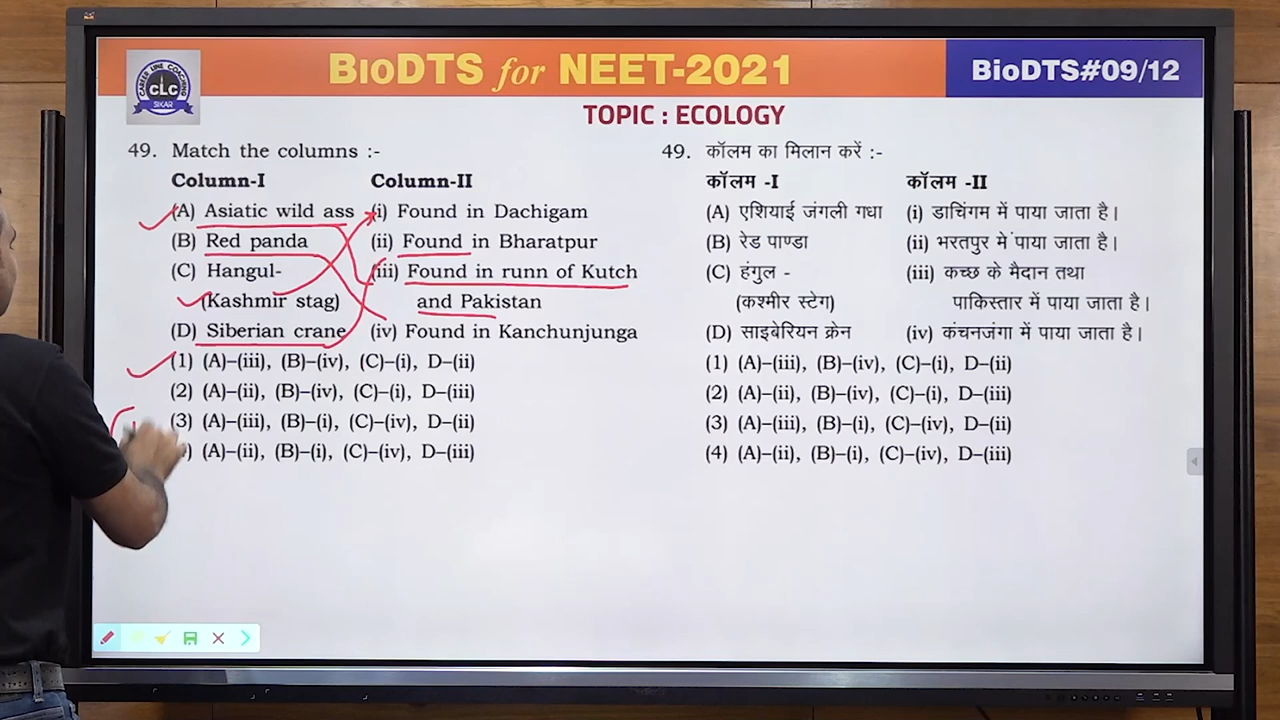 BioDTS for NEET-2021
BioDTS#09/12
CAREER LINE COACHING
CLC
SIKAR
TOPIC : ECOLOGY
49. Match the columns :-
Column-I Column-II
(A) Asiatic wild ass (i) Found in Dachigam
(B) Red panda (ii) Found in Bharatpur
(C) Hangul- (iii) Found in runn of Kutch
(Kashmir stag) and Pakistan
(D) Siberian crane (iv) Found in Kanchunjunga
(1) (A)–(iii), (B)–(iv), (C)–(i), D–(ii)
(2) (A)–(ii), (B)–(iv), (C)–(i), D–(iii)
(3) (A)–(iii), (B)–(i), (C)–(iv), D–(ii)
(A)–(ii), (B)–(i), (C)–(iv), D–(iii)
49. कॉलम का मिलान करें :-
कॉलम -I कॉलम -II
(A) एशियाई जंगली गधा (i) डाचिंगम में पाया जाता है।
(B) रेड पाण्डा (ii) भरतपुर में पाया जाता है।
(C) हंगुल - (iii) कच्छ के मैदान तथा
(कश्मीर स्टेग) पाकिस्तार में पाया जाता है।
(D) साइबेरियन क्रेन (iv) कंचनजंगा में पाया जाता है।
(1) (A)–(iii), (B)–(iv), (C)–(i), D–(ii)
(2) (A)–(ii), (B)–(iv), (C)–(i), D–(iii)
(3) (A)–(iii), (B)–(i), (C)–(iv), D–(ii)
(4) (A)–(ii), (B)–(i), (C)–(iv), D–(iii)